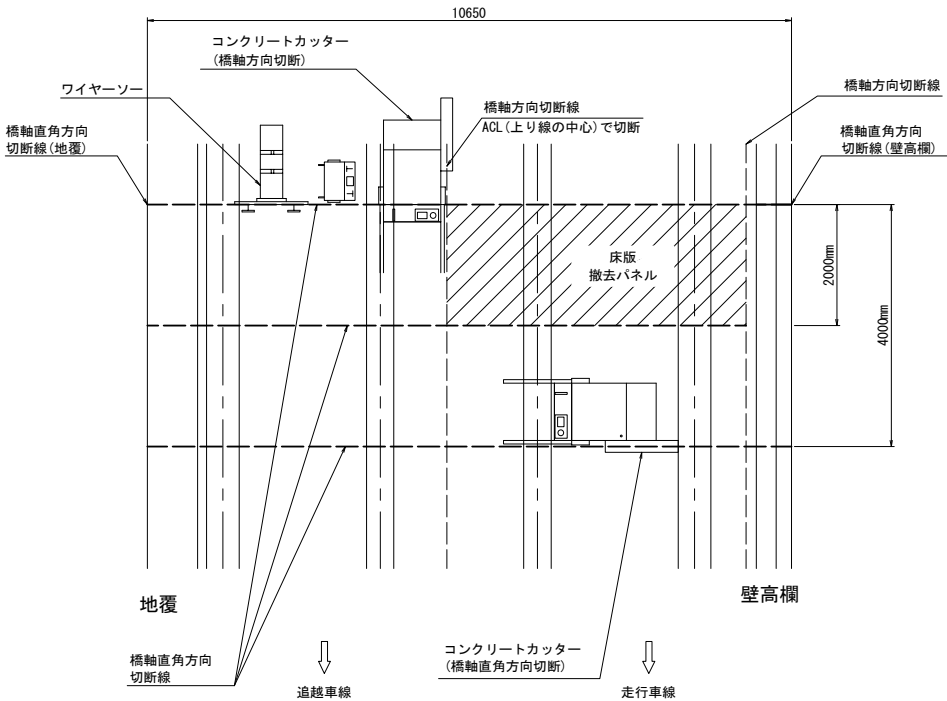 10650
コンクリートカッター
(橋軸方向切断)
ワイヤーソー
橋軸方向切断線
ACL(上り線の中心)で切断
橋軸方向切断線
橋軸直角方向
切断線(地覆)
橋軸直角方向
切断線(壁高欄)
床版
撤去パネル
2000mm
4000mm
地覆
壁高欄
橋軸直角方向
切断線
コンクリートカッター
(橋軸直角方向切断)
追越車線
走行車線